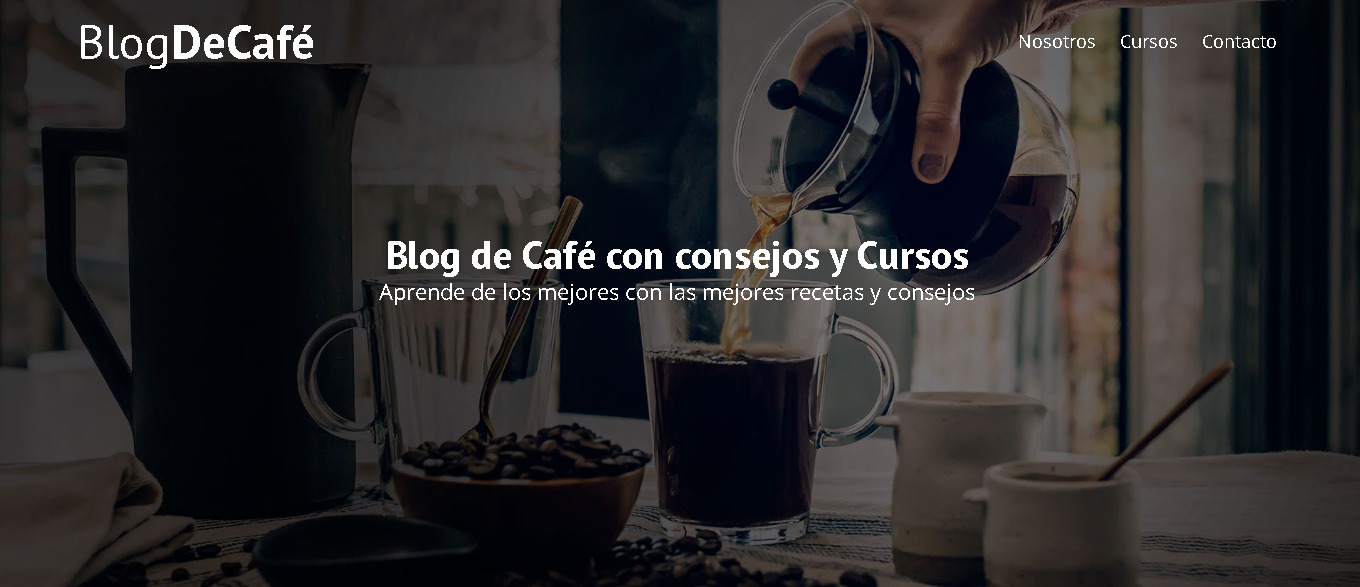 BlogDeCafé
Nosotros Cursos Contacto
Blog de Café con consejos y Cursos
Aprende de los mejores con las mejores recetas y consejos